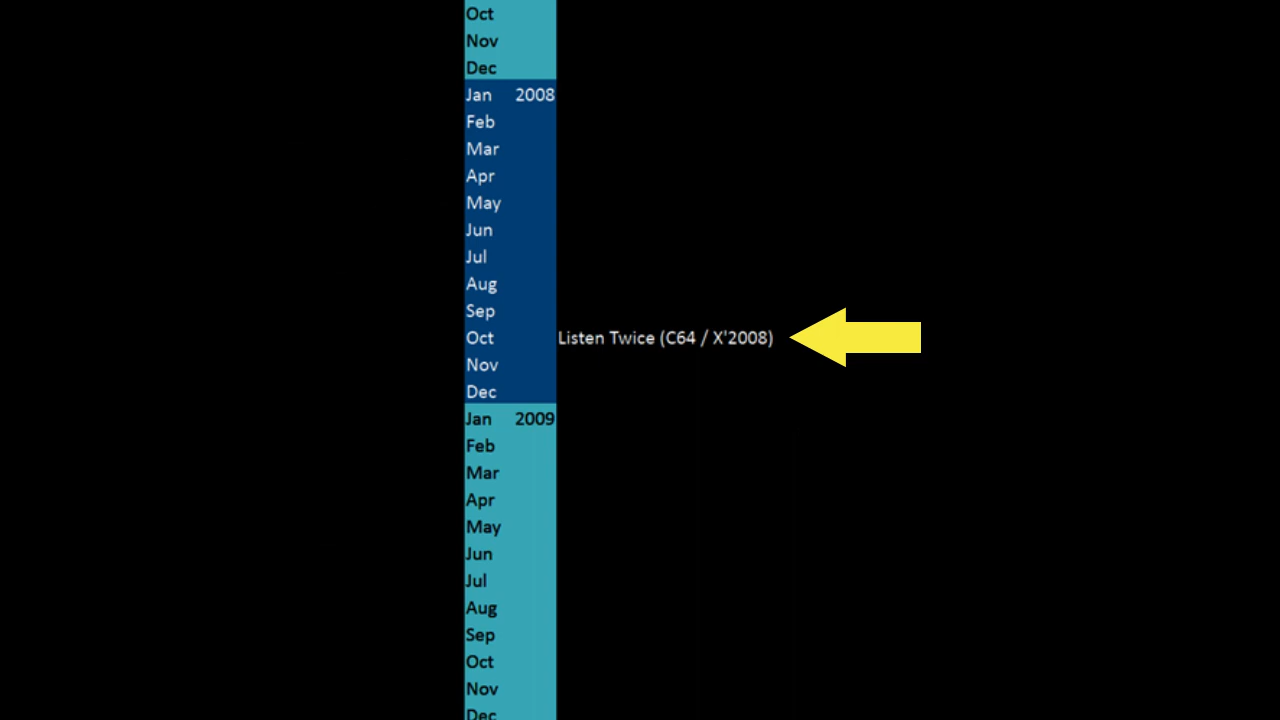 Oct
Nov
Dec
Jan 2008
Feb
Mar
Apr
May
Jun
Jul
Aug
Sep
Oct Listen Twice (C64 / X'2008)
Nov
Dec
Jan 2009
Feb
Mar
Apr
May
Jun
Jul
Aug
Sep
Oct
Nov
Dec